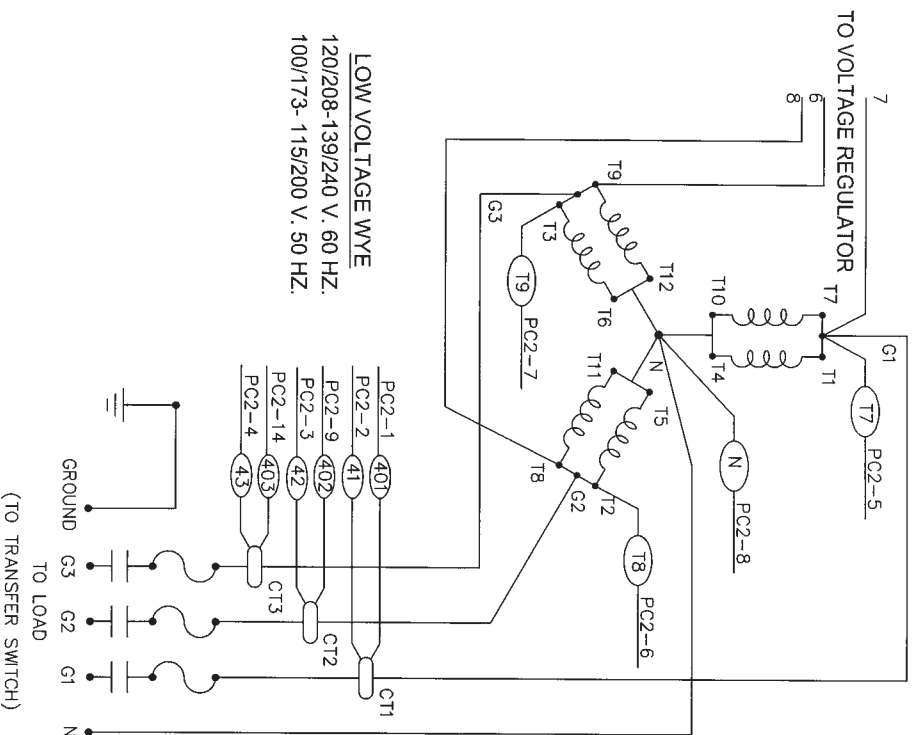 TO VOLTAGE REGULATOR
7
6
8
LOW VOLTAGE WYE
120/208-139/240 V. 60 HZ.
100/173- 115/200 V. 50 HZ.
T9
G3
T3
T12
T6
T9
PC2-7
T7
G1
T1
T10
T4
T7
PC2-5
N
N
PC2-8
T11
T5
T8
G2
T2
T8
PC2-6
PC2-1
401
PC2-2
41
PC2-9
402
PC2-3
42
PC2-14
403
PC2-4
43
CT3
CT2
CT1
GROUND
G3
G2
G1
N
TO LOAD
(TO TRANSFER SWITCH)